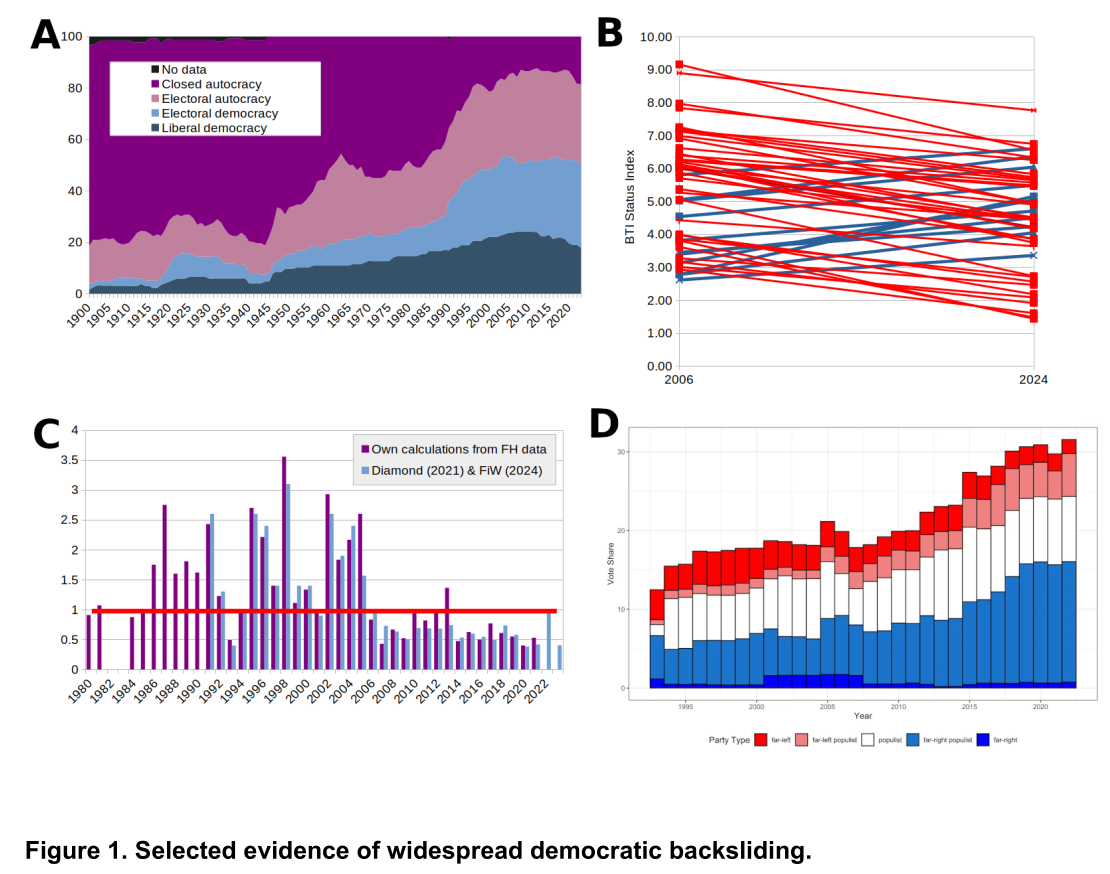 A
100
80
60
40
20
0
No data
Closed autocracy
Electoral autocracy
Electoral democracy
Liberal democracy
1900 1905 1910 1915 1920 1925 1930 1935 1940 1945 1950 1955 1960 1965 1970 1975 1980 1985 1990 1995 2000 2005 2010 2015 2020
B
BTI Status Index
10.00
9.00
8.00
7.00
6.00
5.00
4.00
3.00
2.00
1.00
0.00
2006 2024
C
4
3.5
3
2.5
2
1.5
1
0.5
0
Own calculations from FH data
Diamond (2021) & FiW (2024)
1980 1982 1984 1986 1988 1990 1992 1994 1996 1998 2000 2002 2004 2006 2008 2010 2012 2014 2016 2018 2020 2022
D
Vote Share
30
20
10
0
1995 2000 2005 2010 2015 2020
Year
Party Type far-left far-left populist populist far-right populist far-right
Figure 1. Selected evidence of widespread democratic backsliding.